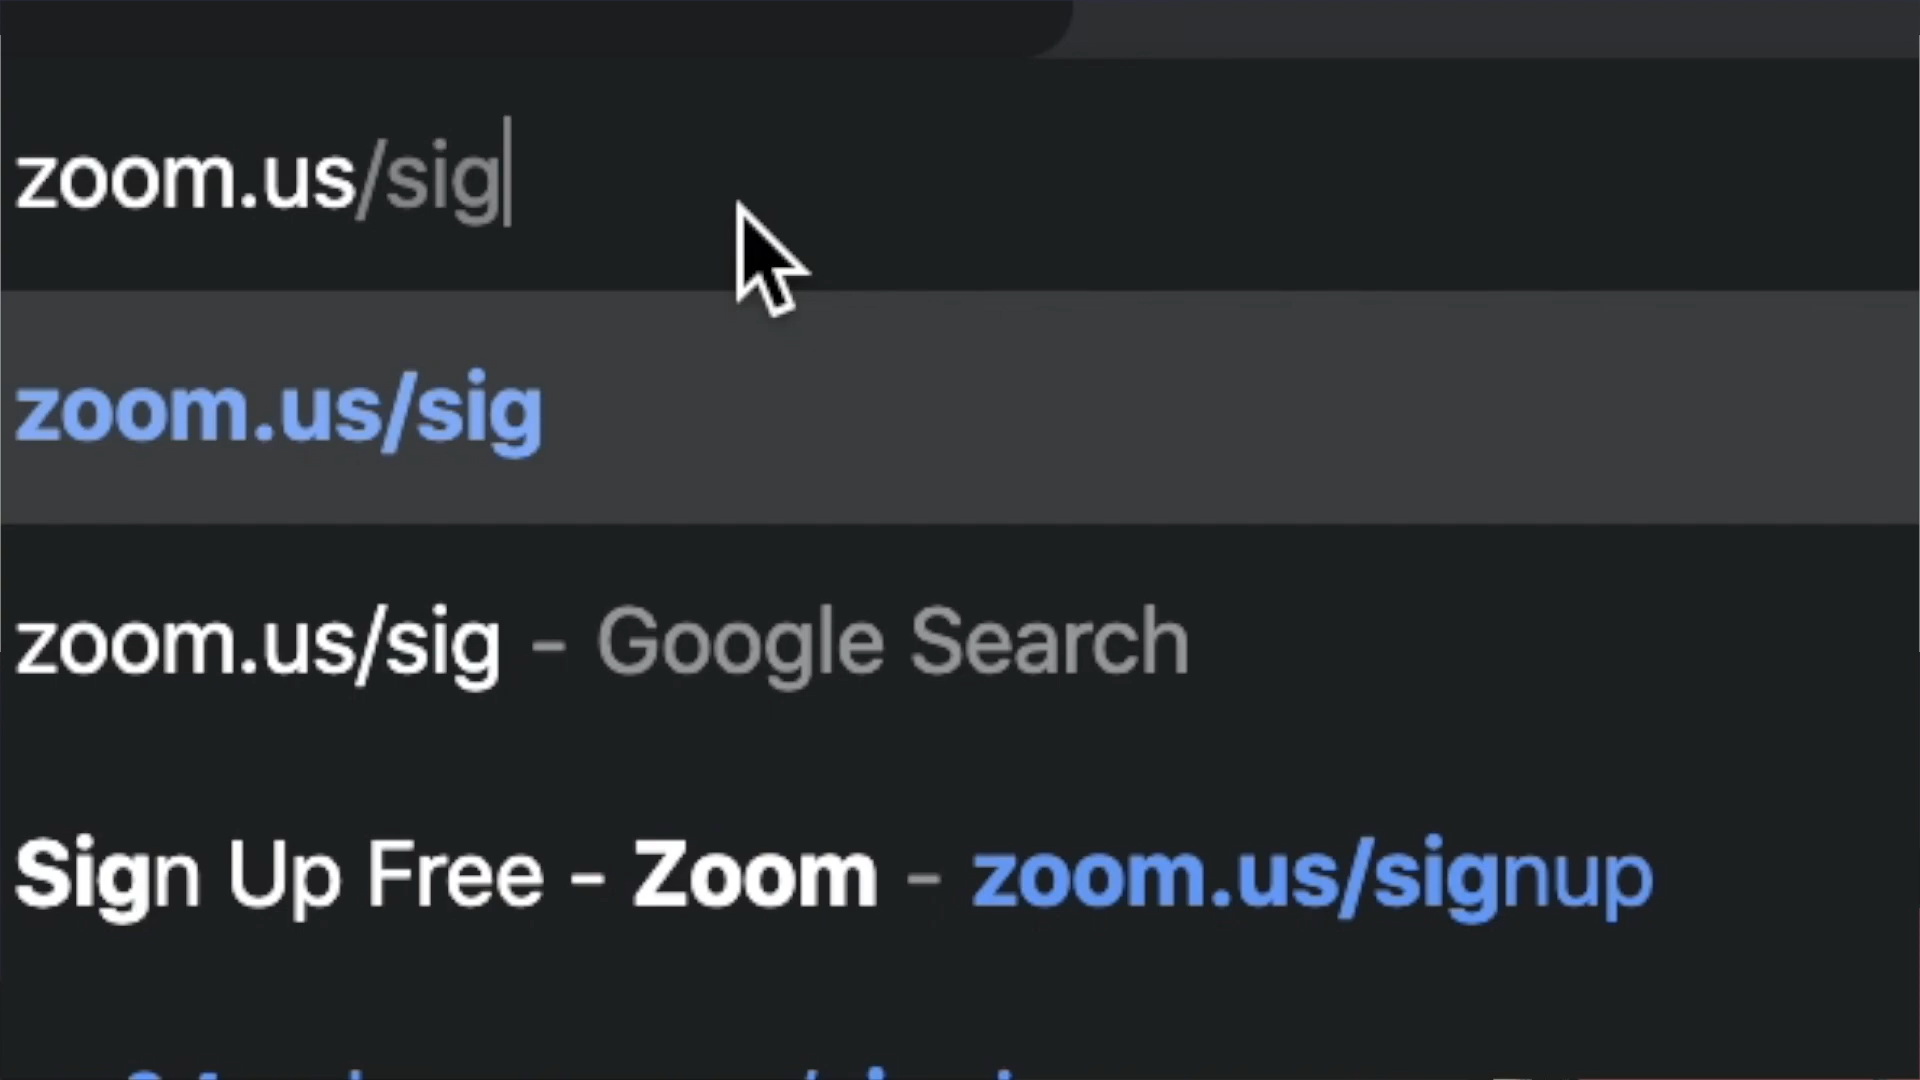 zoom.us/sig
zoom.us/sig
zoom.us/sig - Google Search
Sign Up Free - Zoom - zoom.us/signup